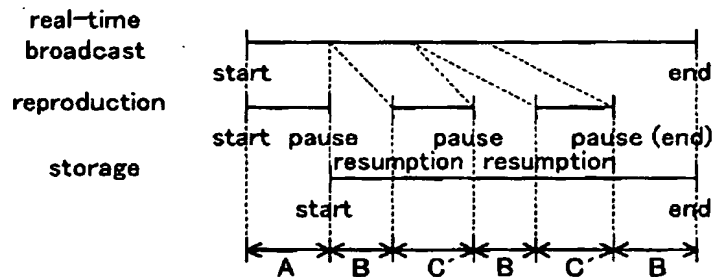 real-time
broadcast
start end
reproduction
start pause pause pause (end)
resumption resumption
storage
start end
A B C B C B